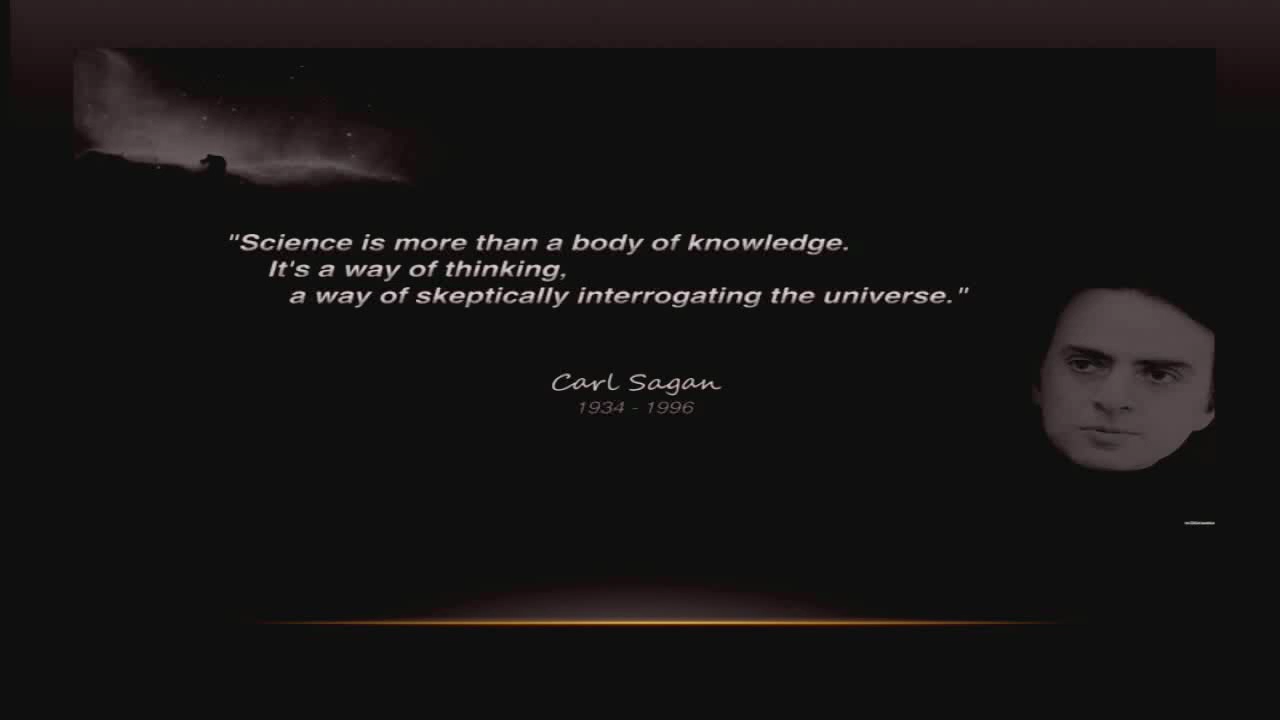 "Science is more than a body of knowledge.
It's a way of thinking,
a way of skeptically interrogating the universe."
Carl Sagan
1934 - 1996